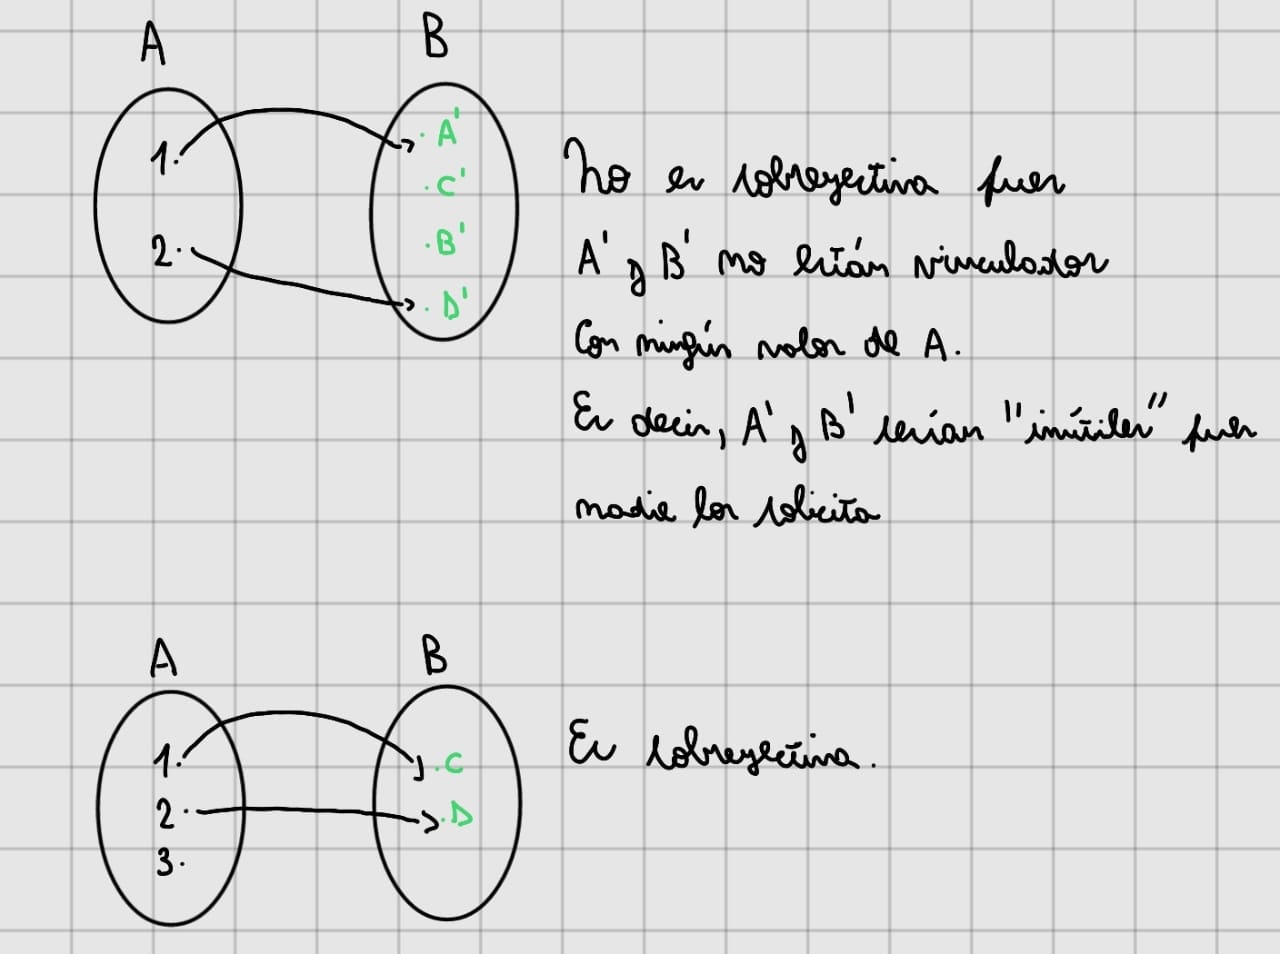 A B
1.
2.
A'
C'
B'
D'
No es sobreyectiva pues
A' y B' no están vinculados
Con ningún valor de A.
Es decir, A' y B' serían "inútiles" pues
nadie los solicita
A B
1.
2.
3.
C
D
Es sobreyectiva.